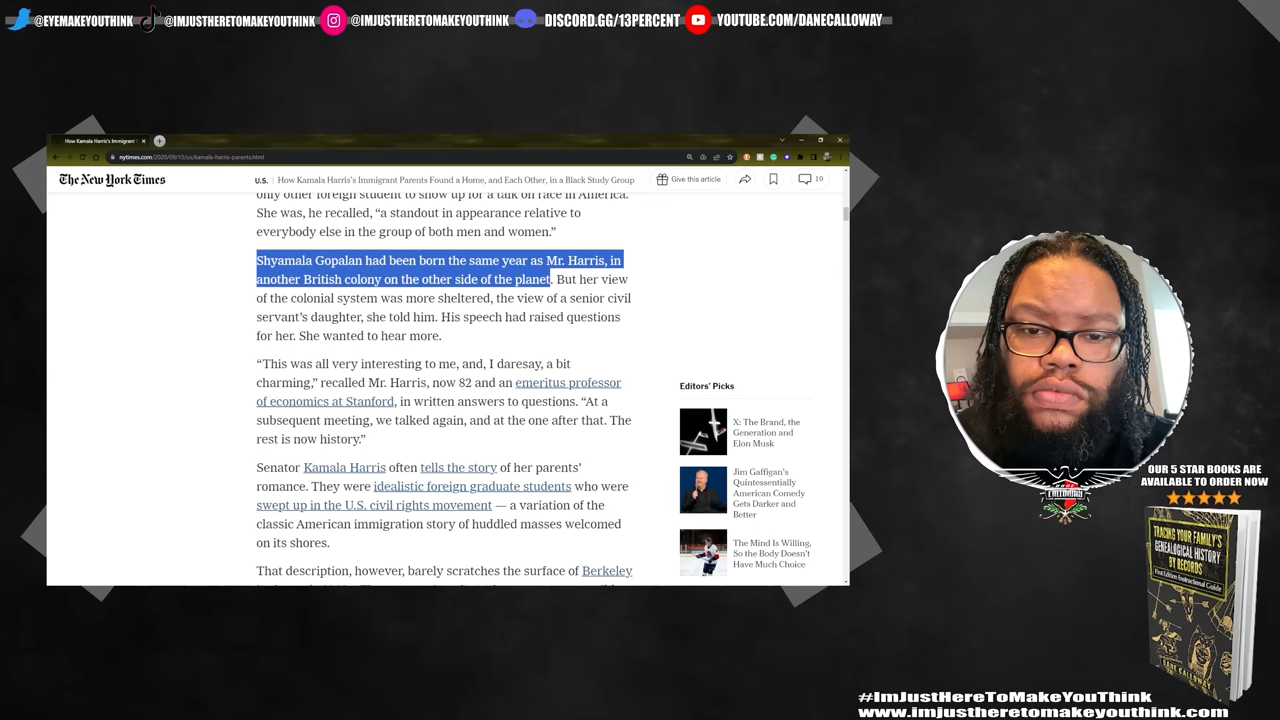 @EYEMAKEYOUTHINK
@IMJUSTHERETOMAKEYOUTHINK
@IMJUSTHERETOMAKEYOUTHINK
DISCORD.GG/13PERCENT
YOUTUBE.COM/DANECALLOWAY
How Kamala Harris's Immigrant
nytimes.com/2020/09/13/us/kamala-harris-parents.html
The New York Times
U.S. | How Kamala Harris's Immigrant Parents Found a Home, and Each Other, in a Black Study Group
Give this article
19
only other foreign student to show up for a talk on race in America.
She was, he recalled, “a standout in appearance relative to
everybody else in the group of both men and women.”
Shyamala Gopalan had been born the same year as Mr. Harris, in
another British colony on the other side of the planet. But her view
of the colonial system was more sheltered, the view of a senior civil
servant’s daughter, she told him. His speech had raised questions
for her. She wanted to hear more.
“This was all very interesting to me, and, I daresay, a bit
charming,” recalled Mr. Harris, now 82 and an emeritus professor
of economics at Stanford, in written answers to questions. “At a
subsequent meeting, we talked again, and at the one after that. The
rest is now history.”
Senator Kamala Harris often tells the story of her parents’
romance. They were idealistic foreign graduate students who were
swept up in the U.S. civil rights movement — a variation of the
classic American immigration story of huddled masses welcomed
on its shores.
That description, however, barely scratches the surface of Berkeley
Editors’ Picks
X: The Brand, the
Generation and
Elon Musk
Jim Gaffigan’s
Quintessentially
American Comedy
Gets Darker and
Better
The Mind Is Willing,
So the Body Doesn’t
Have Much Choice
CALLOWAY
OUR 5 STAR BOOKS ARE
AVAILABLE TO ORDER NOW
TRACING YOUR FAMILY'S
GENEALOGICAL HISTORY
BY RECORDS
First Edition Instructional Guide
DANE CALLOWAY
#ImJustHereToMakeYouThink
www.imjustheretomakeyouthink.com